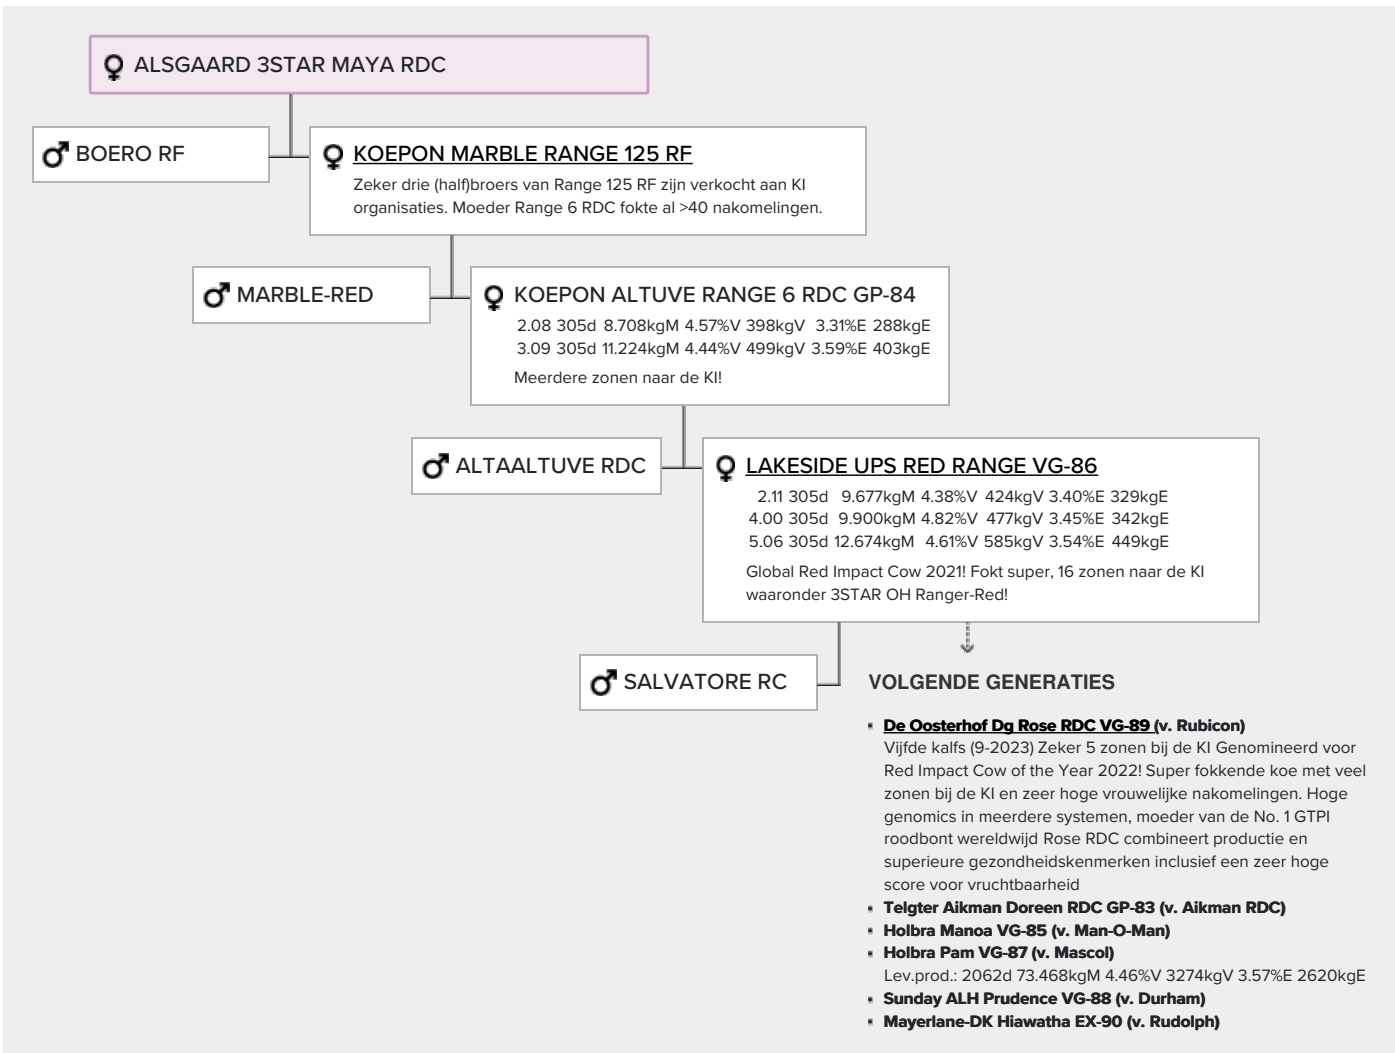 ALSGAARD 3STAR MAYA RDC
BOERO RF
KOEPON MARBLE RANGE 125 RF
Zeker drie (half)broers van Range 125 RF zijn verkocht aan KI
organisaties. Moeder Range 6 RDC fokte al >40 nakomelingen.
MARBLE-RED
KOEPON ALTUVE RANGE 6 RDC GP-84
2.08 305d 8.708kgM 4.57%V 398kgV 3.31%E 288kgE
3.09 305d 11.224kgM 4.44%V 499kgV 3.59%E 403kgE
Meerdere zonen naar de KI!
ALTAALTUVE RDC
LAKESIDE UPS RED RANGE VG-86
2.11 305d 9.677kgM 4.38%V 424kgV 3.40%E 329kgE
4.00 305d 9.900kgM 4.82%V 477kgV 3.45%E 342kgE
5.06 305d 12.674kgM 4.61%V 585kgV 3.54%E 449kgE
Global Red Impact Cow 2021! Fokt super, 16 zonen naar de KI
waaronder 3STAR OH Ranger-Red!
SALVATORE RC
VOLGENDE GENERATIES
De Oosterhof Dg Rose RDC VG-89 (v. Rubicon)
Vijfde kalfs (9-2023) Zeker 5 zonen bij de KI Genomineerd voor
Red Impact Cow of the Year 2022! Super fokkende koe met veel
zonen bij de KI en zeer hoge vrouwelijke nakomelingen. Hoge
genomics in meerdere systemen, moeder van de No. 1 GTPI
roodbont wereldwijd Rose RDC combineert productie en
superieure gezondheidskenmerken inclusief een zeer hoge
score voor vruchtbaarheid
Telgter Aikman Doreen RDC GP-83 (v. Aikman RDC)
Holbra Manoa VG-85 (v. Man-O-Man)
Holbra Pam VG-87 (v. Mascol)
Lev.prod.: 2062d 73.468kgM 4.46%V 3274kgV 3.57%E 2620kgE
Sunday ALH Prudence VG-88 (v. Durham)
Mayerlane-DK Hiawatha EX-90 (v. Rudolph)